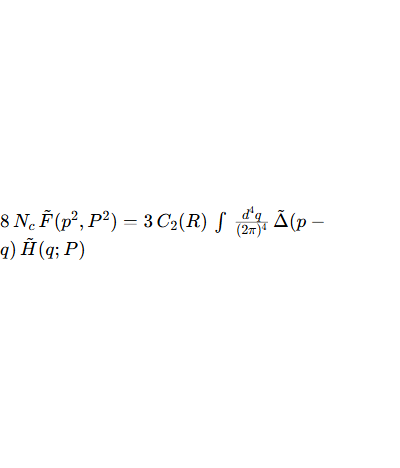 8 N_c F̃(p², P²) = 3 C₂(R) ∫ d⁴q/(2π)⁴ Δ̃(p −
q) H̃(q; P)